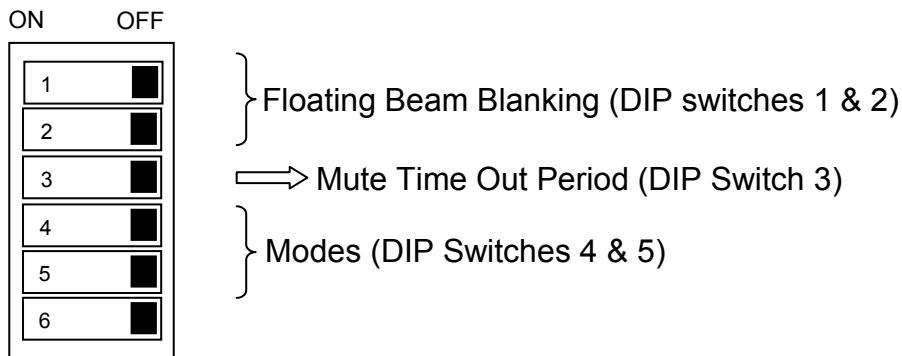 ON OFF
1
2
Floating Beam Blanking (DIP switches 1 & 2)
3
Mute Time Out Period (DIP Switch 3)
4
5
Modes (DIP Switches 4 & 5)
6